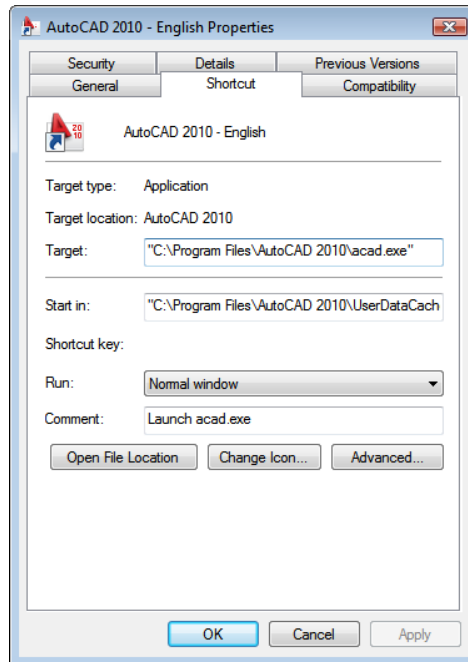 AutoCAD 2010 - English Properties
Security Details Previous Versions
General Shortcut Compatibility
20
10
AutoCAD 2010 - English
Target type: Application
Target location: AutoCAD 2010
Target: "C:\Program Files\AutoCAD 2010\acad.exe"
Start in: "C:\Program Files\AutoCAD 2010\UserDataCach
Shortcut key:
Run: Normal window
Comment: Launch acad.exe
Open File Location Change Icon... Advanced...
OK Cancel Apply